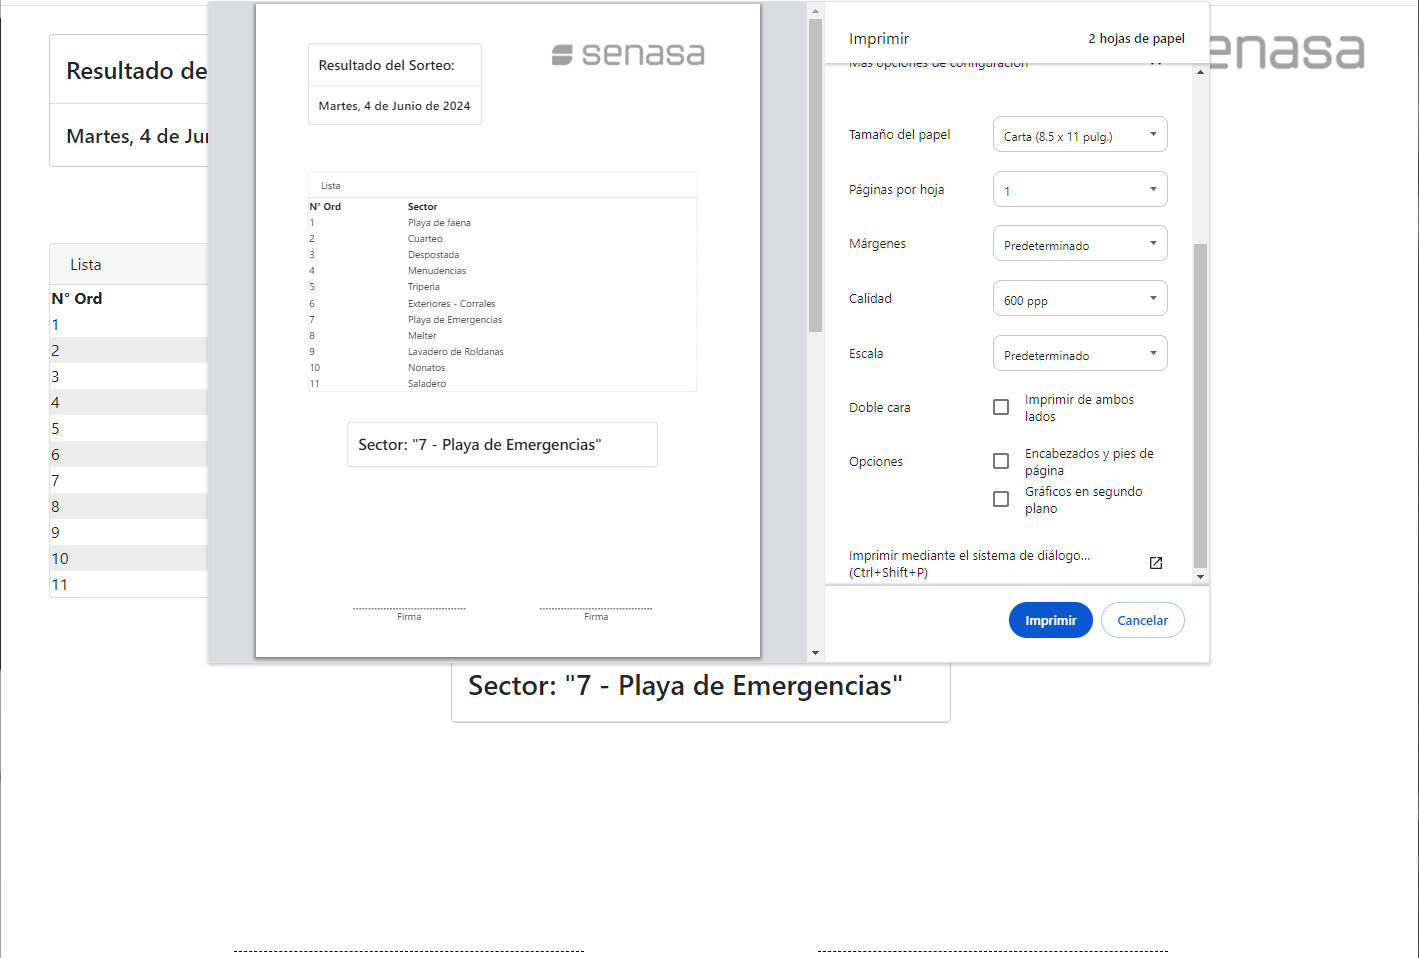 Resultado de
Martes, 4 de Jur
Lista
N° Ord
1
2
3
4
5
6
7
8
9
10
11
Resultado del Sorteo:
Martes, 4 de Junio de 2024
senasa
Lista
N° Ord Sector
1 Playa de faena
2 Cuarteo
3 Despostada
4 Menudencias
5 Triperia
6 Exteriores - Corrales
7 Playa de Emergencias
8 Melter
9 Lavadero de Roldanas
10 Nonatos
11 Saladero
Sector: "7 - Playa de Emergencias"
Firma Firma
Imprimir 2 hojas de papel
Más opciones de configuración
Tamaño del papel Carta (8.5 x 11 pulg.)
Páginas por hoja 1
Márgenes Predeterminado
Calidad 600 ppp
Escala Predeterminado
Doble cara Imprimir de ambos
lados
Opciones Encabezados y pies de
página
Gráficos en segundo
plano
Imprimir mediante el sistema de diálogo...
(Ctrl+Shift+P)
Imprimir Cancelar
enasa
Sector: "7 - Playa de Emergencias"